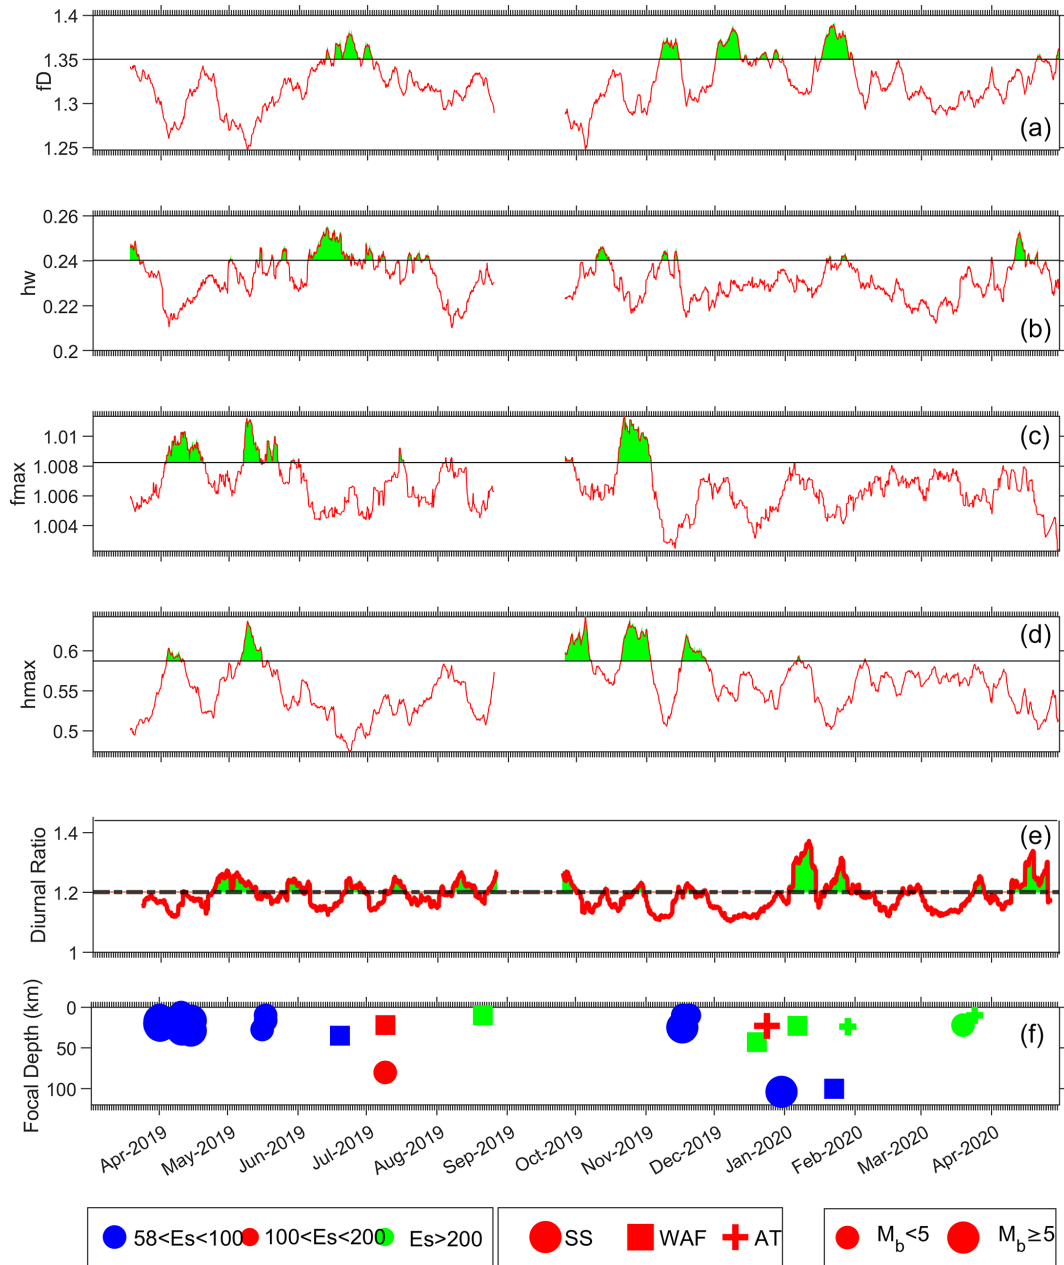 1.4
1.35
1.3
1.25
fD
(a)
0.26
0.24
0.22
0.2
hw
(b)
1.01
1.008
1.006
1.004
fmax
(c)
0.6
0.55
0.5
hmax
(d)
1.4
1.2
1
Diurnal Ratio
(e)
0
50
100
Focal Depth (km)
(f)
Apr-2019 May-2019 Jun-2019 Jul-2019 Aug-2019 Sep-2019 Oct-2019 Nov-2019 Dec-2019 Jan-2020 Feb-2020 Mar-2020 Apr-2020
58<Es<100 100<Es<200 Es>200 SS WAF AT M_b<5 M_b≥5